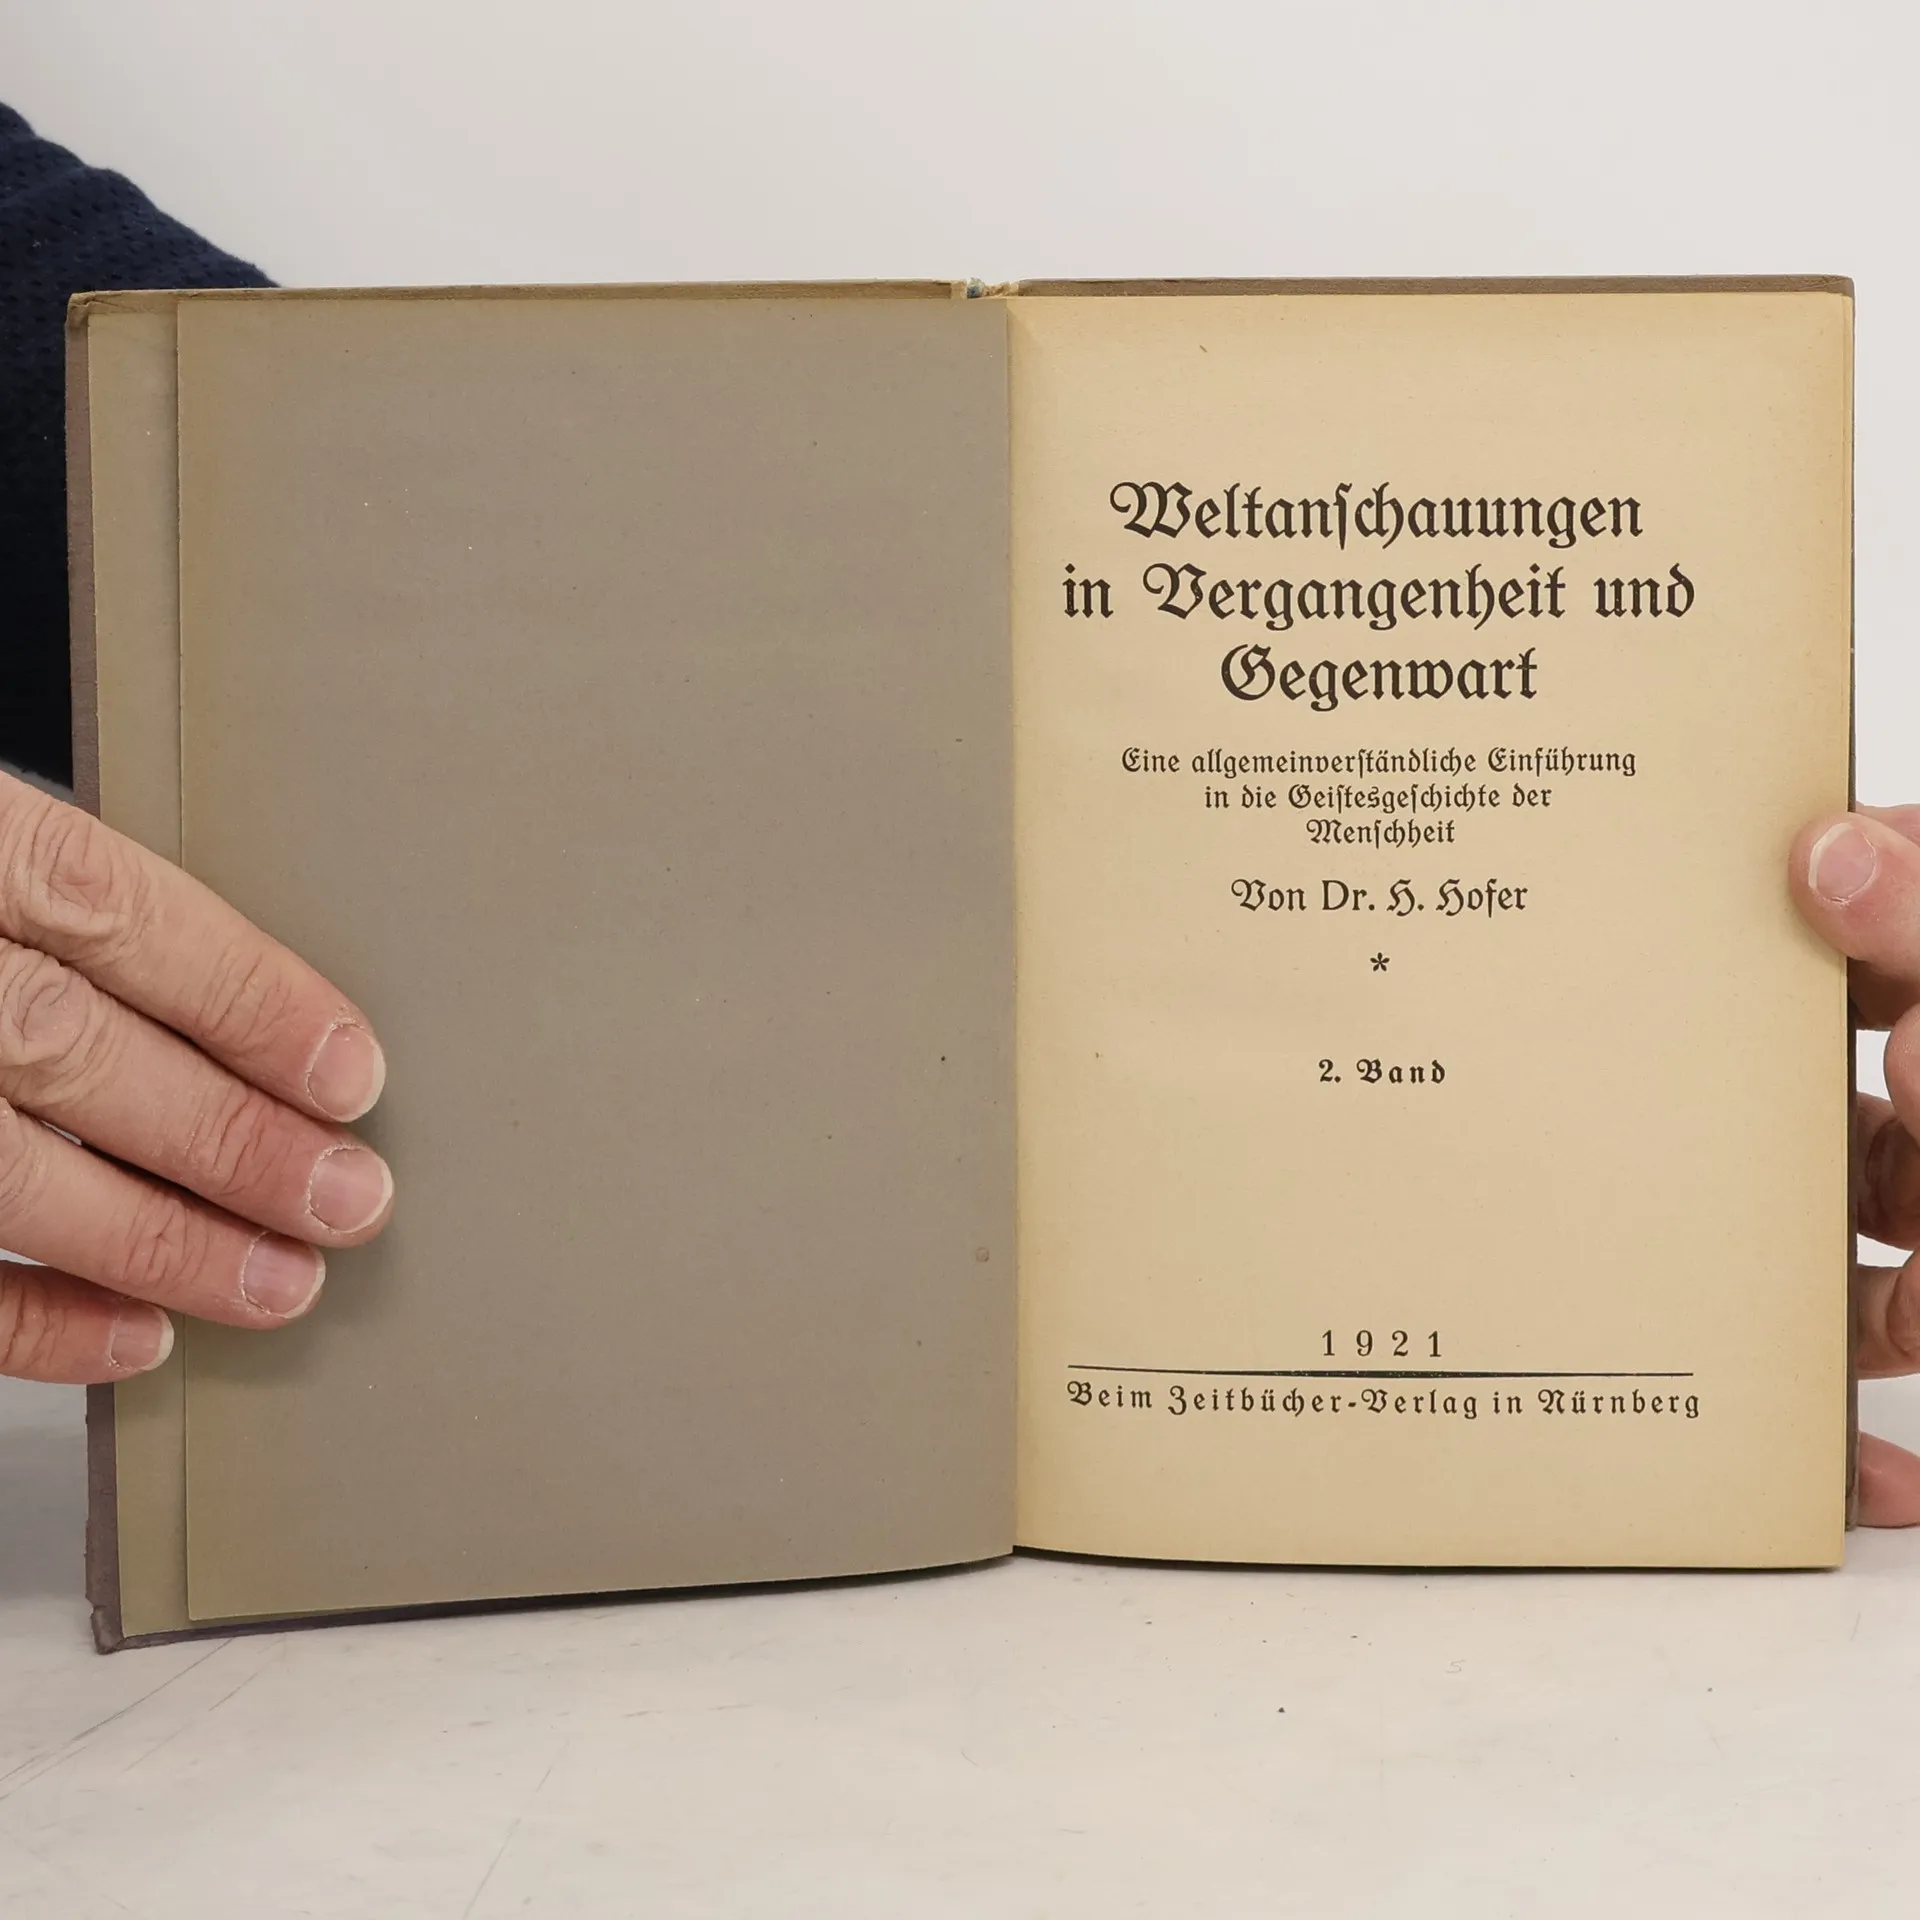 Weltanſchauungen
in Vergangenheit und
Gegenwart
Eine allgemeinverſtändliche Einführung
in die Geiſtesgeſchichte der
Menſchheit
Von Dr. H. Hofer
*
2. Band
1921
Beim Zeitbücher-Verlag in Nürnberg